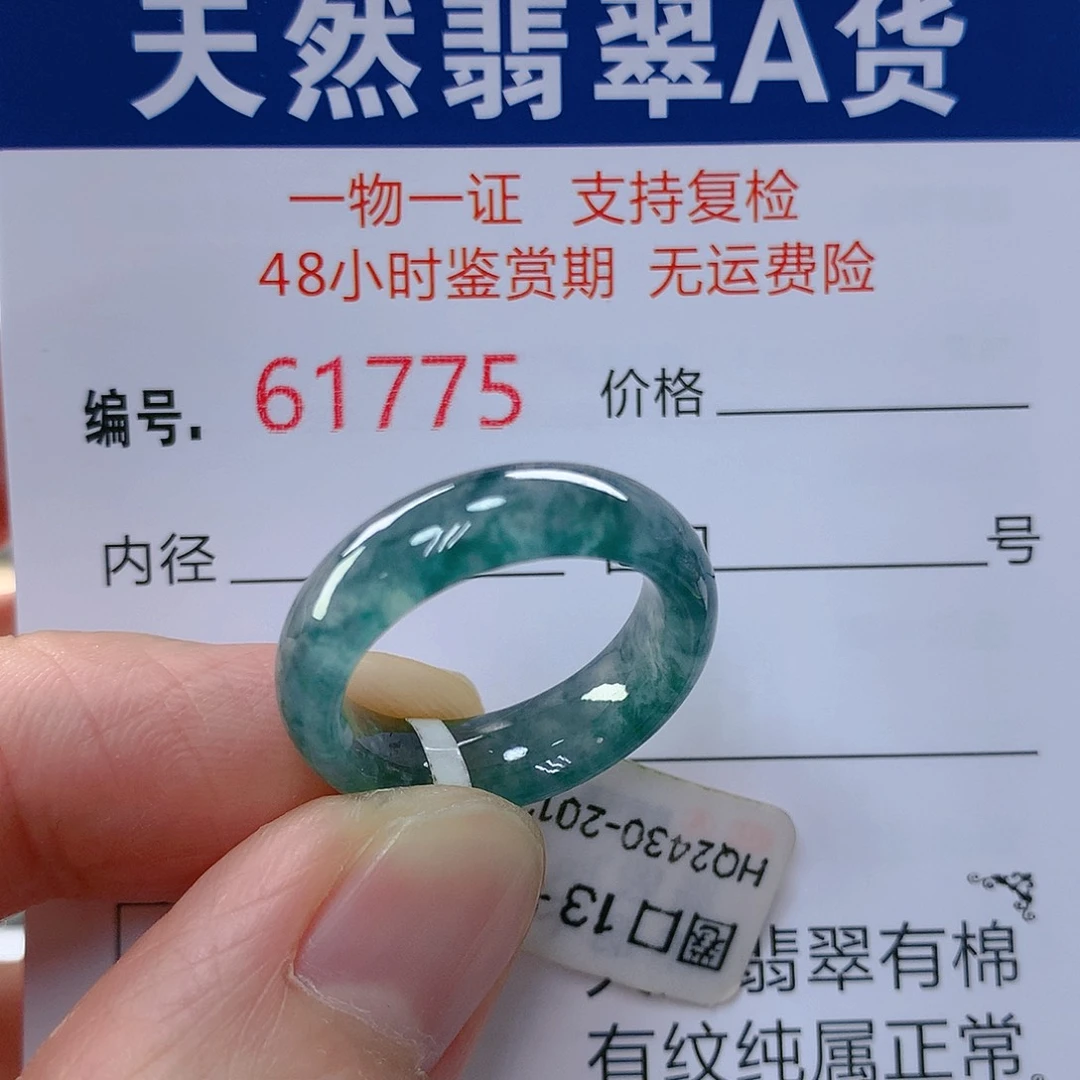 天然翡翠A货
一物一证 支持复检
48小时鉴赏期 无运费险
编号. 61775 价格
内径 号
HQ2430-201
圈口13
翡翠有棉
有纹纯属正常